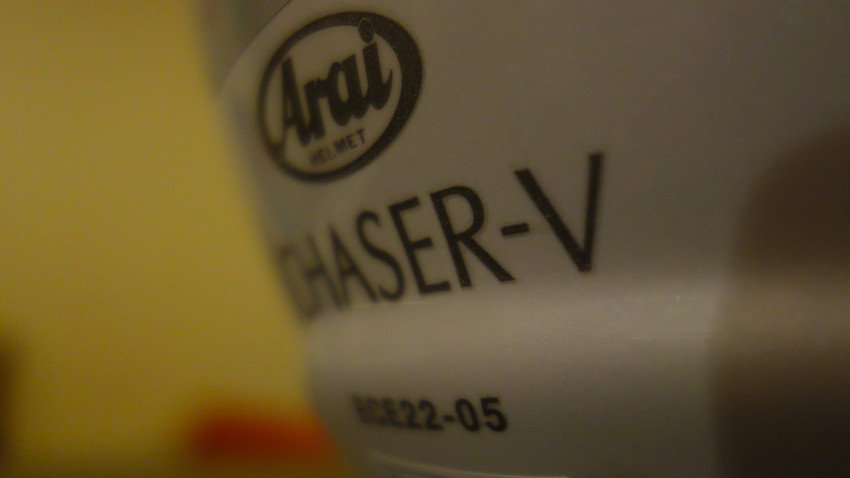 Arai
HELMET
CHASER-V
ECE22-05